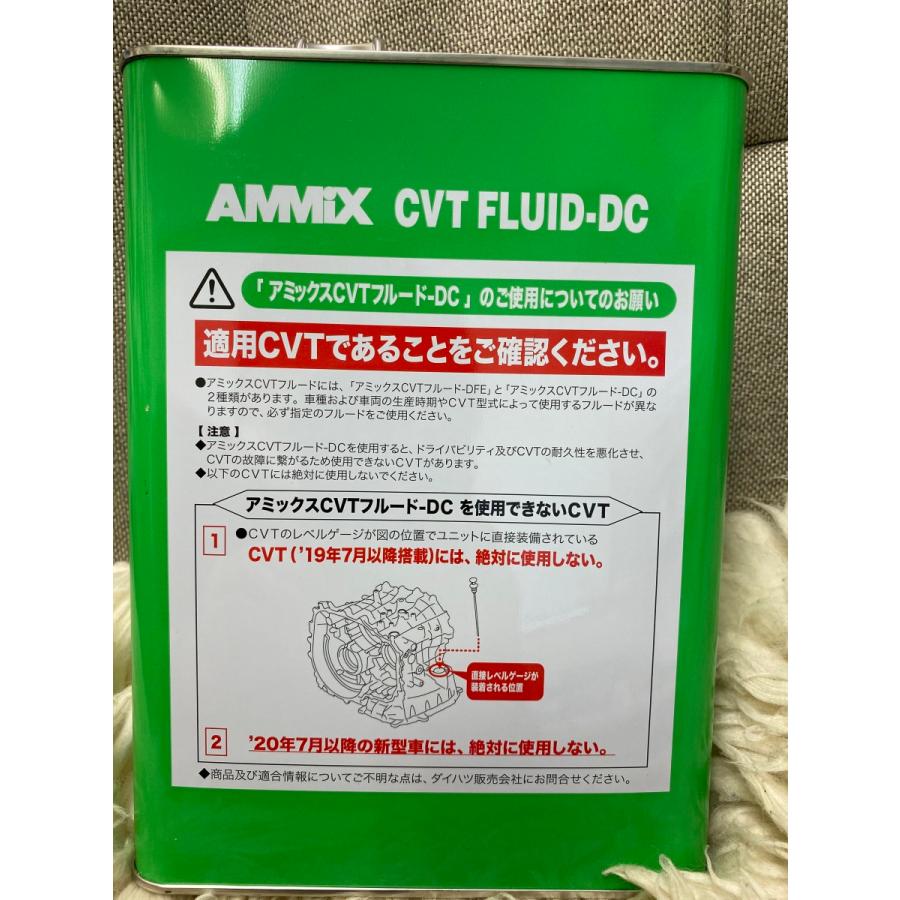 AMMiX CVT FLUID-DC
「アミックスCVTフルード-DC」のご使用についてのお願い
適用CVTであることをご確認ください。
●アミックスCVTフルードには、「アミックスCVTフルード-DFE」と「アミックスCVTフルード-DC」の
２種類があります。車種および車両の生産時期やCVT型式によって使用するフルードが異な
りますので、必ず指定のフルードをご使用ください。
【注意】
◆アミックスCVTフルード-DCを使用すると、ドライバビリティ及びCVTの耐久性を悪化させ、
CVTの故障に繋がるため使用できないCVTがあります。
◆以下のCVTには絶対に使用しないでください。
アミックスCVTフルード-DC を使用できないCVT
1 ●CVTのレベルゲージが図の位置でユニットに直接装備されている
CVT（’19年7月以降搭載）には、絶対に使用しない。
直接レベルゲージが
装着される位置
2 ’20年7月以降の新型車には、絶対に使用しない。
◆商品及び適合情報についてご不明な点は、ダイハツ販売会社にお問合せください。